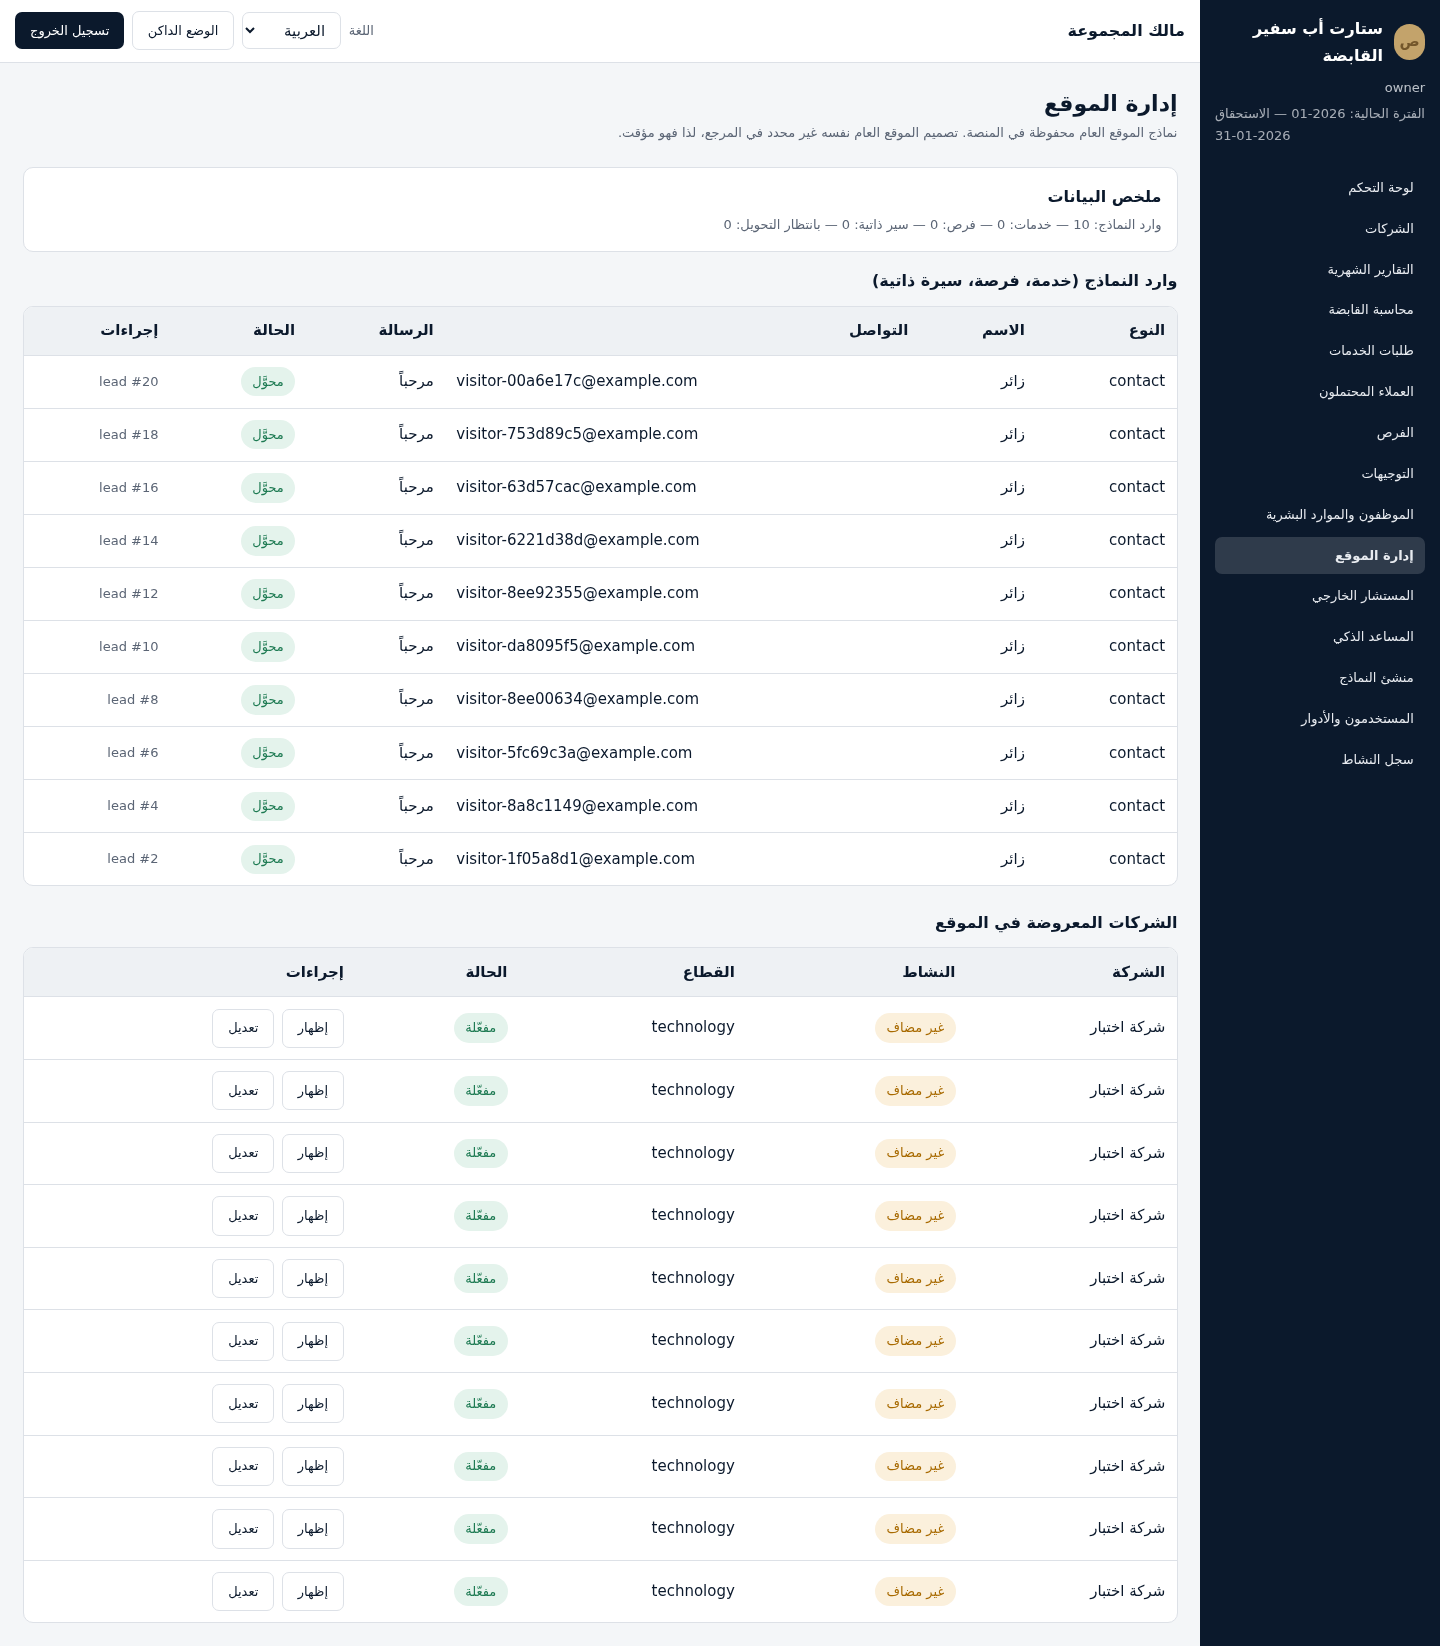 ص
ستارت أب سفير
القابضة
owner
الفترة الحالية: 2026-01 — الاستحقاق
2026-01-31
لوحة التحكم
الشركات
التقارير الشهرية
محاسبة القابضة
طلبات الخدمات
العملاء المحتملون
الفرص
التوجيهات
الموظفون والموارد البشرية
إدارة الموقع
المستشار الخارجي
المساعد الذكي
منشئ النماذج
المستخدمون والأدوار
سجل النشاط
مالك المجموعة
اللغة العربية الوضع الداكن تسجيل الخروج
إدارة الموقع
نماذج الموقع العام محفوظة في المنصة. تصميم الموقع العام نفسه غير محدد في المرجع، لذا فهو مؤقت.
ملخص البيانات
وارد النماذج: 10 — خدمات: 0 — فرص: 0 — سير ذاتية: 0 — بانتظار التحويل: 0
وارد النماذج (خدمة، فرصة، سيرة ذاتية)
النوع الاسم التواصل الرسالة الحالة إجراءات
contact زائر visitor-00a6e17c@example.com مرحباً محوَّل lead #20
contact زائر visitor-753d89c5@example.com مرحباً محوَّل lead #18
contact زائر visitor-63d57cac@example.com مرحباً محوَّل lead #16
contact زائر visitor-6221d38d@example.com مرحباً محوَّل lead #14
contact زائر visitor-8ee92355@example.com مرحباً محوَّل lead #12
contact زائر visitor-da8095f5@example.com مرحباً محوَّل lead #10
contact زائر visitor-8ee00634@example.com مرحباً محوَّل lead #8
contact زائر visitor-5fc69c3a@example.com مرحباً محوَّل lead #6
contact زائر visitor-8a8c1149@example.com مرحباً محوَّل lead #4
contact زائر visitor-1f05a8d1@example.com مرحباً محوَّل lead #2
الشركات المعروضة في الموقع
الشركة النشاط القطاع الحالة إجراءات
شركة اختبار غير مضاف technology مفعّلة إظهار تعديل
شركة اختبار غير مضاف technology مفعّلة إظهار تعديل
شركة اختبار غير مضاف technology مفعّلة إظهار تعديل
شركة اختبار غير مضاف technology مفعّلة إظهار تعديل
شركة اختبار غير مضاف technology مفعّلة إظهار تعديل
شركة اختبار غير مضاف technology مفعّلة إظهار تعديل
شركة اختبار غير مضاف technology مفعّلة إظهار تعديل
شركة اختبار غير مضاف technology مفعّلة إظهار تعديل
شركة اختبار غير مضاف technology مفعّلة إظهار تعديل
شركة اختبار غير مضاف technology مفعّلة إظهار تعديل